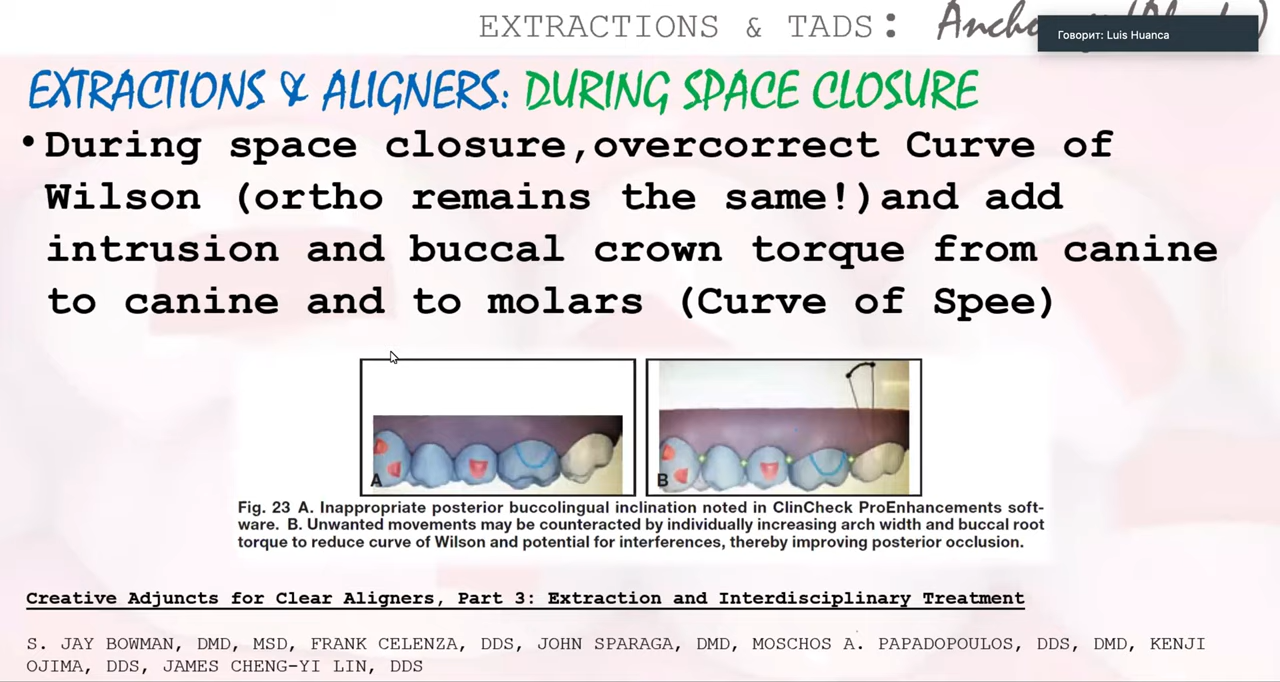 EXTRACTIONS & TADS:
Говорит: Luis Huanca
EXTRACTIONS & ALIGNERS: DURING SPACE CLOSURE
• During space closure,overcorrect Curve of
Wilson (ortho remains the same!)and add
intrusion and buccal crown torque from canine
to canine and to molars (Curve of Spee)
A
B
Fig. 23 A. Inappropriate posterior buccolingual inclination noted in ClinCheck ProEnhancements soft-
ware. B. Unwanted movements may be counteracted by individually increasing arch width and buccal root
torque to reduce curve of Wilson and potential for interferences, thereby improving posterior occlusion.
Creative Adjuncts for Clear Aligners, Part 3: Extraction and Interdisciplinary Treatment
S. JAY BOWMAN, DMD, MSD, FRANK CELENZA, DDS, JOHN SPARAGA, DMD, MOSCHOS A. PAPADOPOULOS, DDS, DMD, KENJI
OJIMA, DDS, JAMES CHENG-YI LIN, DDS